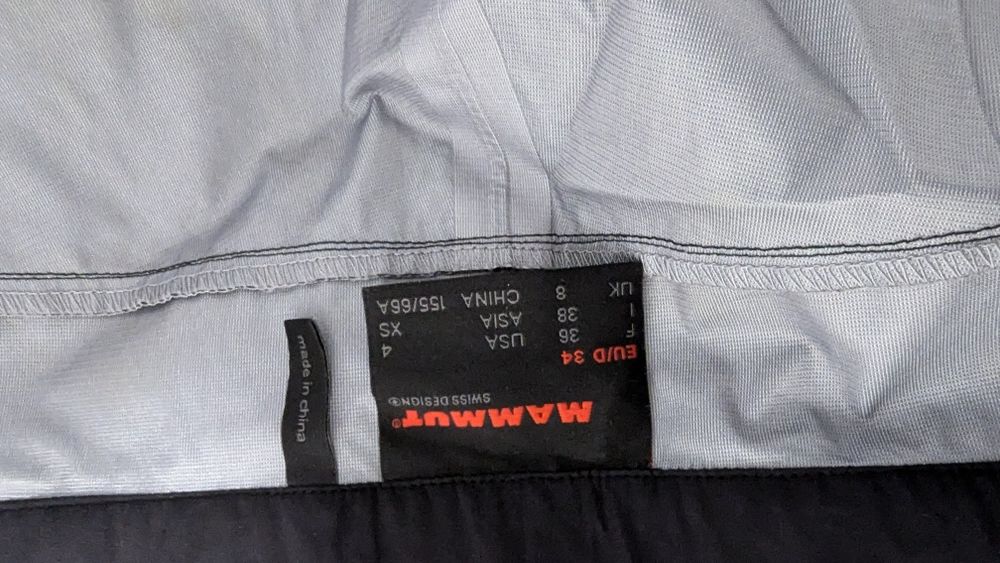 MAMMUT®
SWISS DESIGN®
EU/D 34
F 36 USA 4
I 38 ASIA XS
UK 8 CHINA 155/66A
made in china